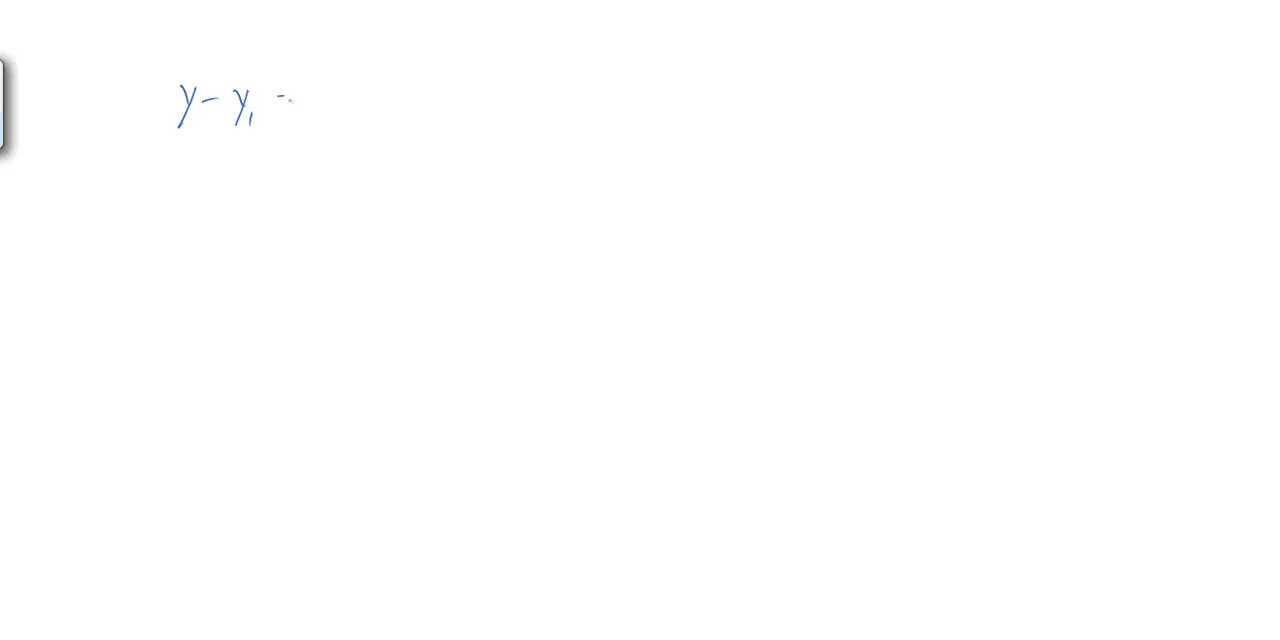 y - y₁ =